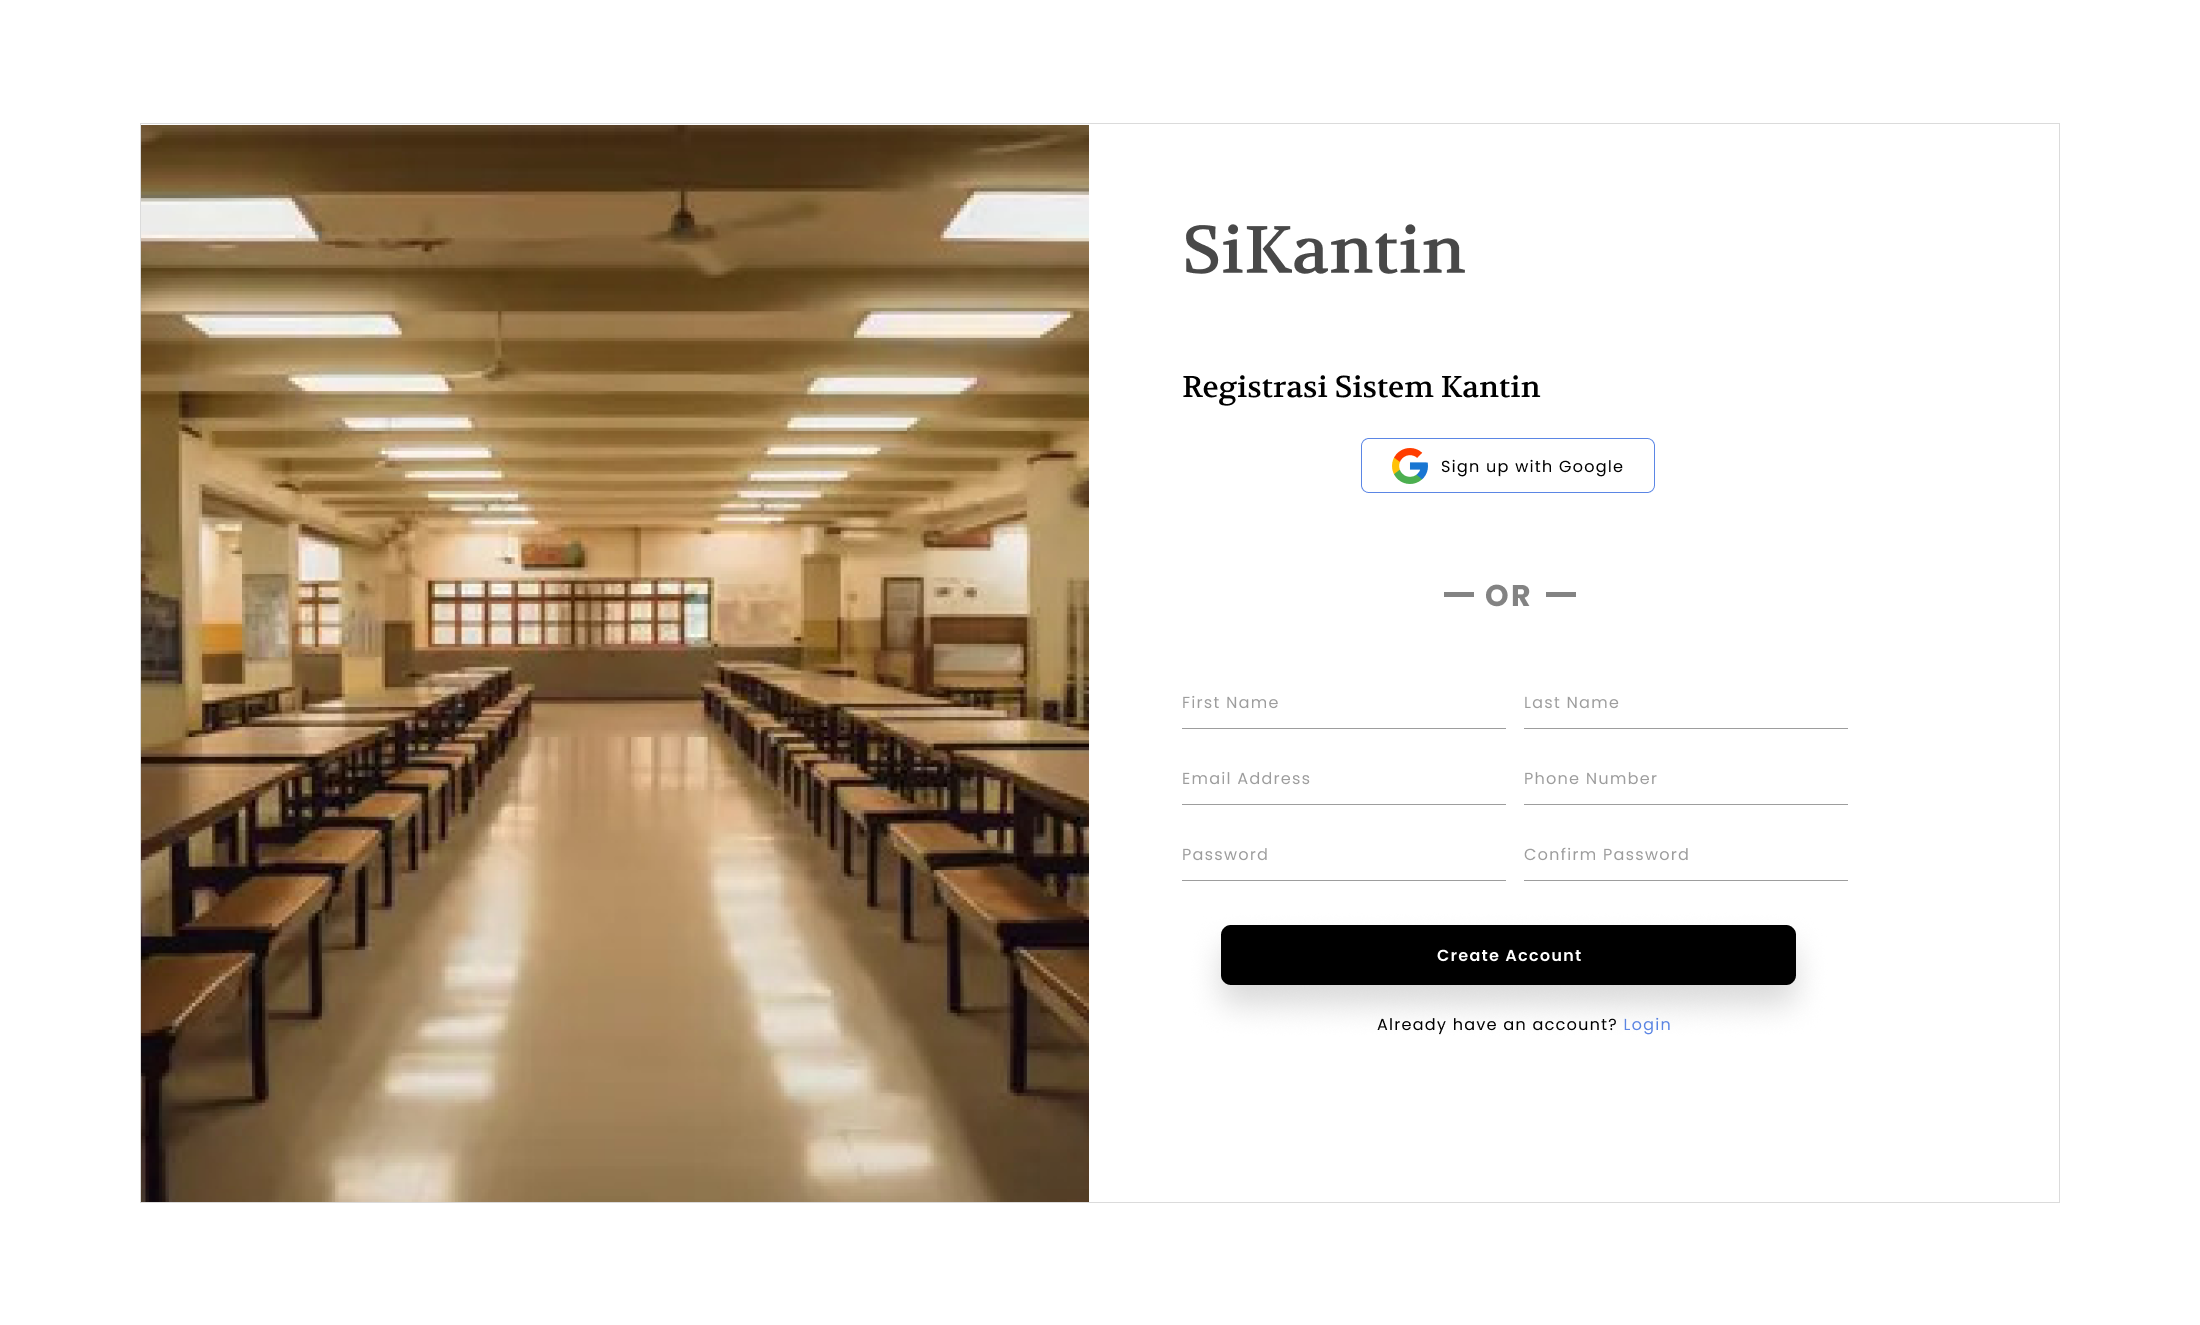 SiKantin
Registrasi Sistem Kantin
Sign up with Google
— OR —
First Name
Last Name
Email Address
Phone Number
Password
Confirm Password
Create Account
Already have an account? Login